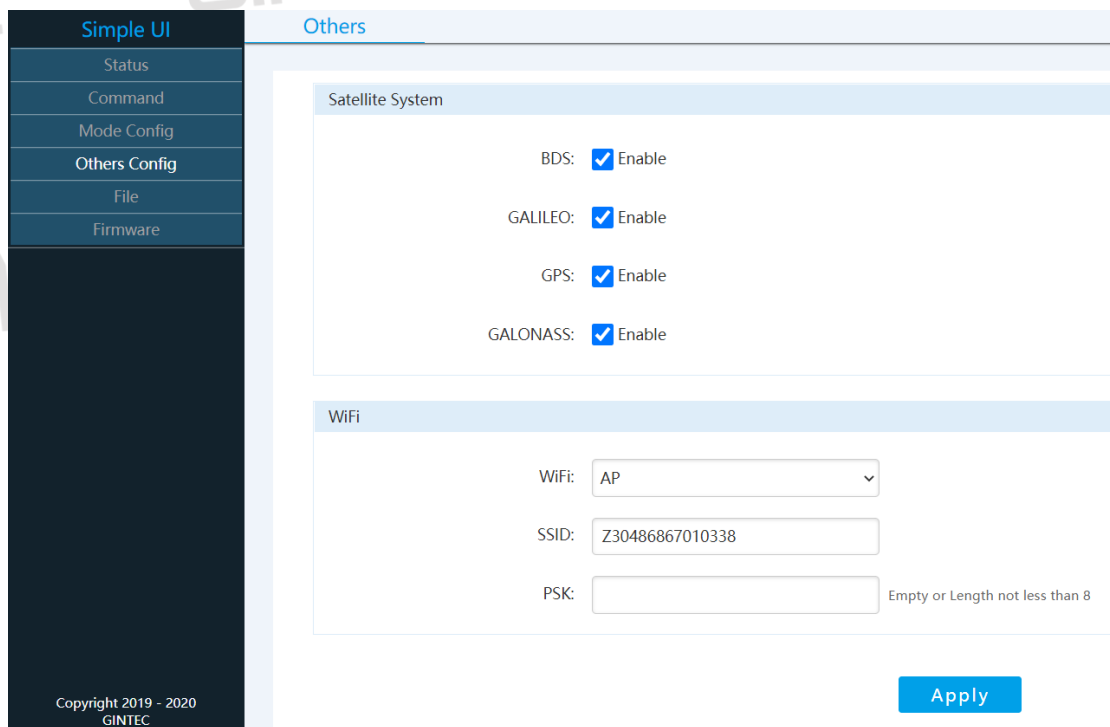 Simple UI
Status
Command
Mode Config
Others Config
File
Firmware
Copyright 2019 - 2020
GINTEC
Others
Satellite System
BDS: Enable
GALILEO: Enable
GPS: Enable
GALONASS: Enable
WiFi
WiFi: AP
SSID: Z30486867010338
PSK: Empty or Length not less than 8
Apply